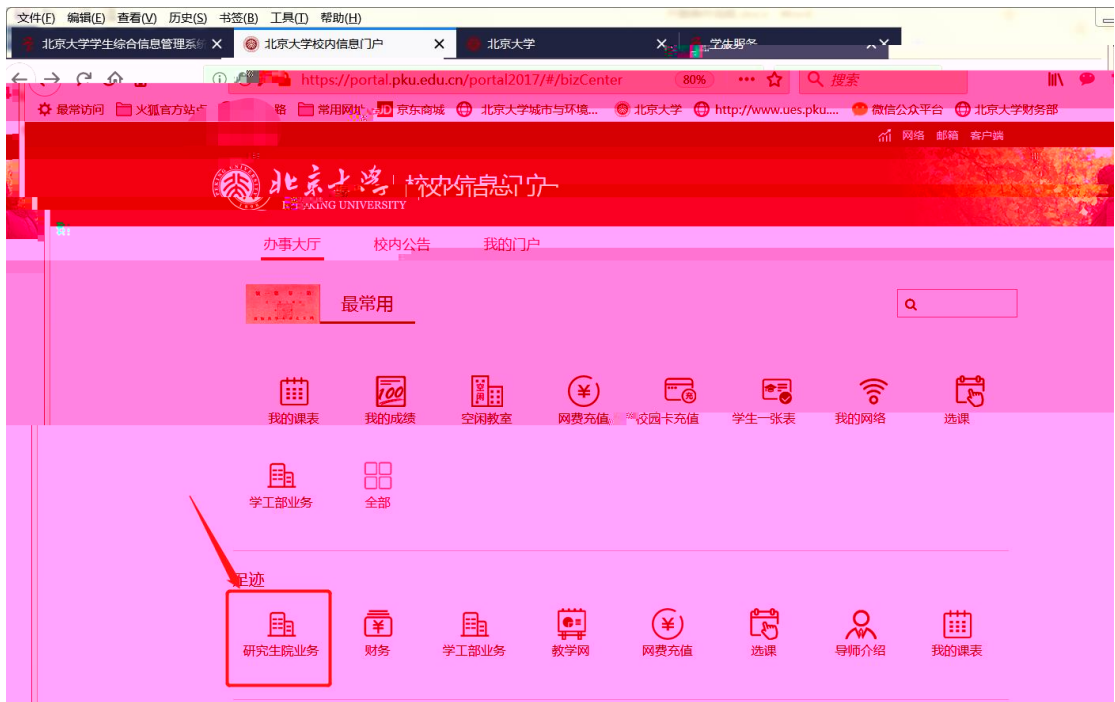 文件(F) 编辑(E) 查看(V) 历史(S) 书签(B) 工具(T) 帮助(H)
北京大学学生综合信息管理系统 北京大学校内信息门户 北京大学
https://portal.pku.edu.cn/portal2017/#/bizCenter 80% 搜索
最常访问 火狐官方站点 常用网址 JD 京东商城 北京大学城市与环境... 北京大学 http://www.ues.pku.... 微信公众平台 北京大学财务部
网络 邮箱 客户端
北京大学 校内信息门户
PEKING UNIVERSITY
办事大厅 校内公告 我的门户
最常用
我的课表 我的成绩 空闲教室 网费充值 校园卡充值 学生一张表 我的网络 选课
学工部业务 全部
足迹
研究生院业务 财务 学工部业务 教学网 网费充值 选课 导师介绍 我的课表